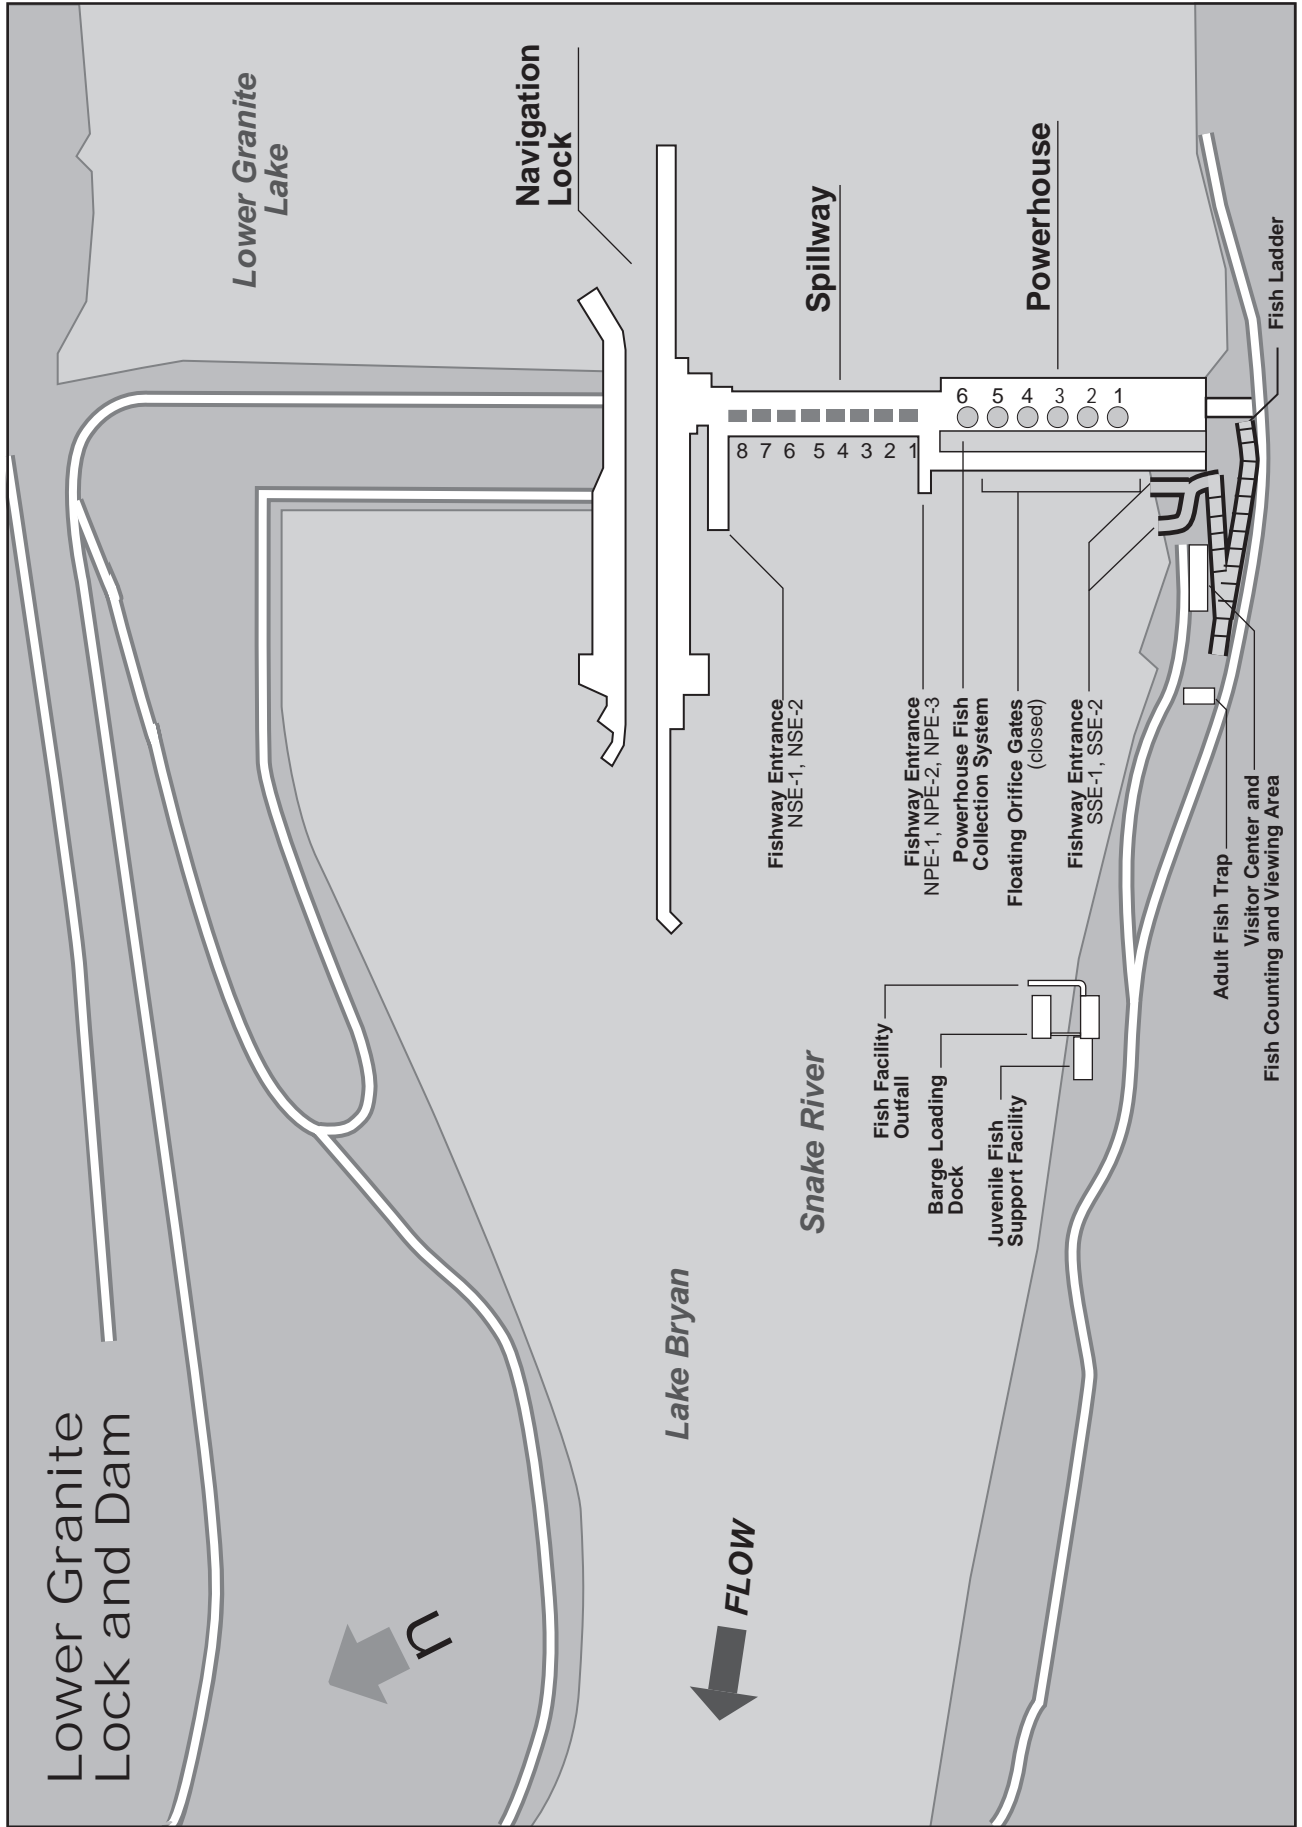 Lower Granite
Lock and Dam
Lower Granite
Lake
Navigation
Lock
Spillway
Powerhouse
Fish Ladder
8 7 6 5 4 3 2 1
6 5 4 3 2 1
Fishway Entrance
NSE-1, NSE-2
Fishway Entrance
NPE-1, NPE-2, NPE-3
Powerhouse Fish
Collection System
Floating Orifice Gates
(closed)
Fishway Entrance
SSE-1, SSE-2
Adult Fish Trap
Visitor Center and
Fish Counting and Viewing Area
Fish Facility
Outfall
Barge Loading
Dock
Juvenile Fish
Support Facility
Snake River
Lake Bryan
FLOW
n